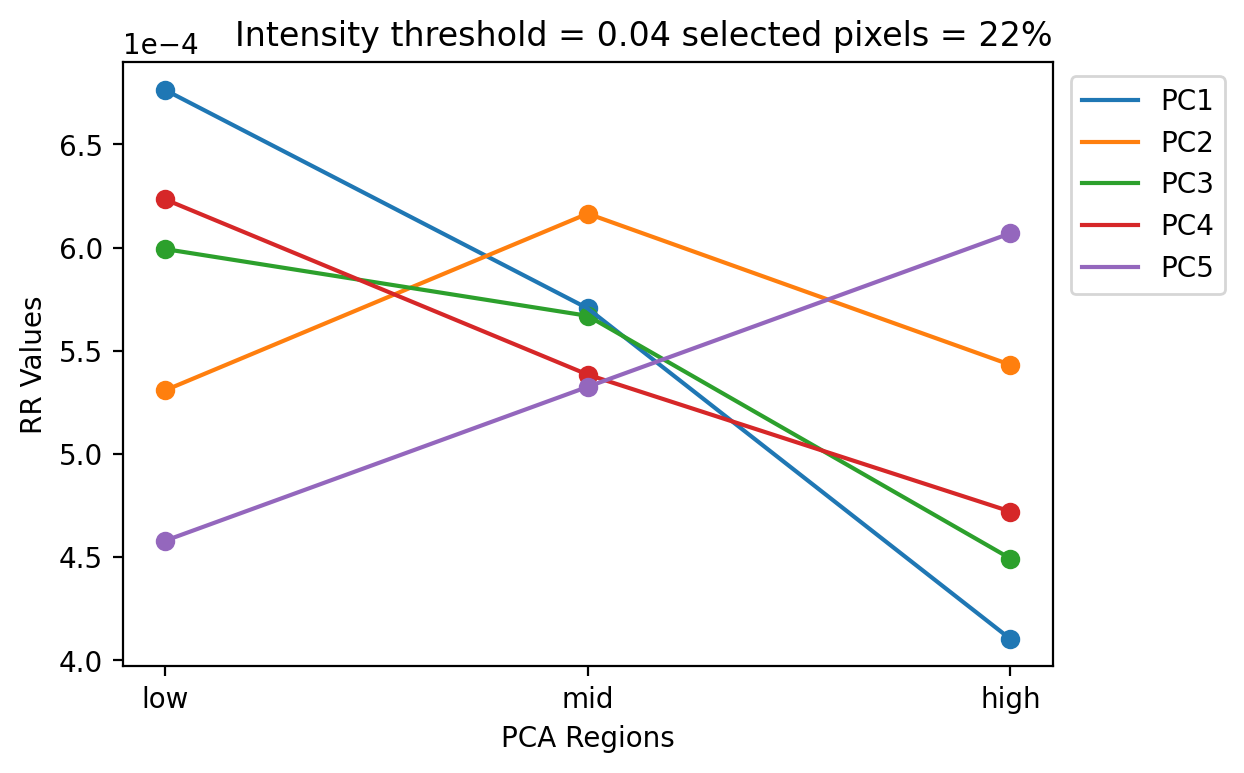 Intensity threshold = 0.04 selected pixels = 22%
1e−4
6.5
6.0
5.5
5.0
4.5
4.0
RR Values
low mid high
PCA Regions
PC1
PC2
PC3
PC4
PC5